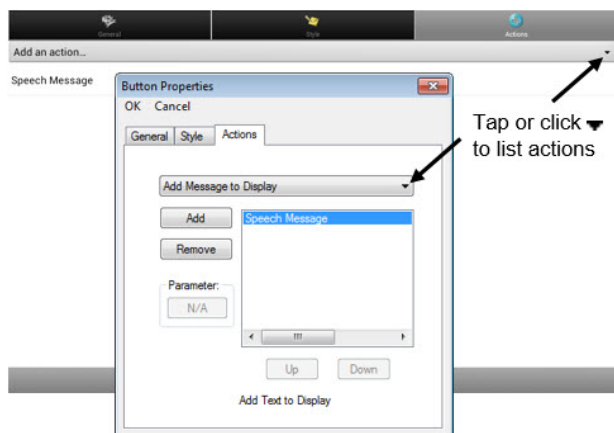 General Style Actions
Add an action...
Speech Message
Button Properties
OK Cancel
General Style Actions
Tap or click
to list actions
Add Message to Display
Add Speech Message
Remove
Parameter:
N/A
Up Down
Add Text to Display